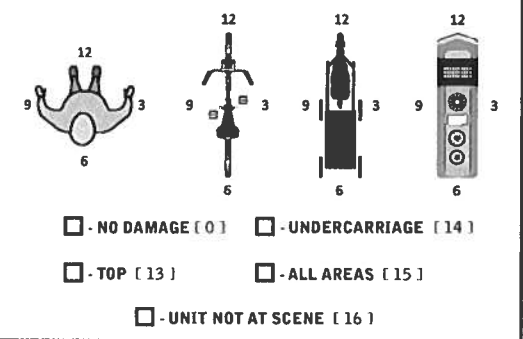 12 12 12 12
9 3 9 3 9 3 9 3
6 6 6 6
- NO DAMAGE [ 0 ] - UNDERCARRIAGE [ 14 ]
- TOP [ 13 ] - ALL AREAS [ 15 ]
- UNIT NOT AT SCENE [ 16 ]